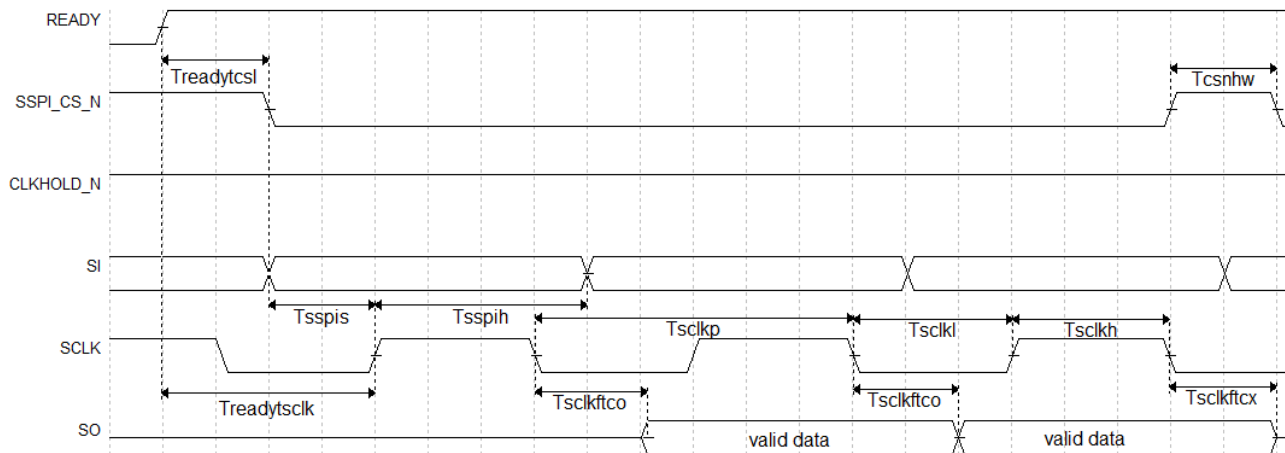 READY
Treadytcsl
Tcsnhw
SSPI_CS_N
CLKHOLD_N
SI
Tsspis
Tsspih
Tsclkp
Tsclkl
Tsclkh
SCLK
Treadytsclk
Tsclkftco
Tsclkftco
Tsclkftcx
SO
valid data
valid data